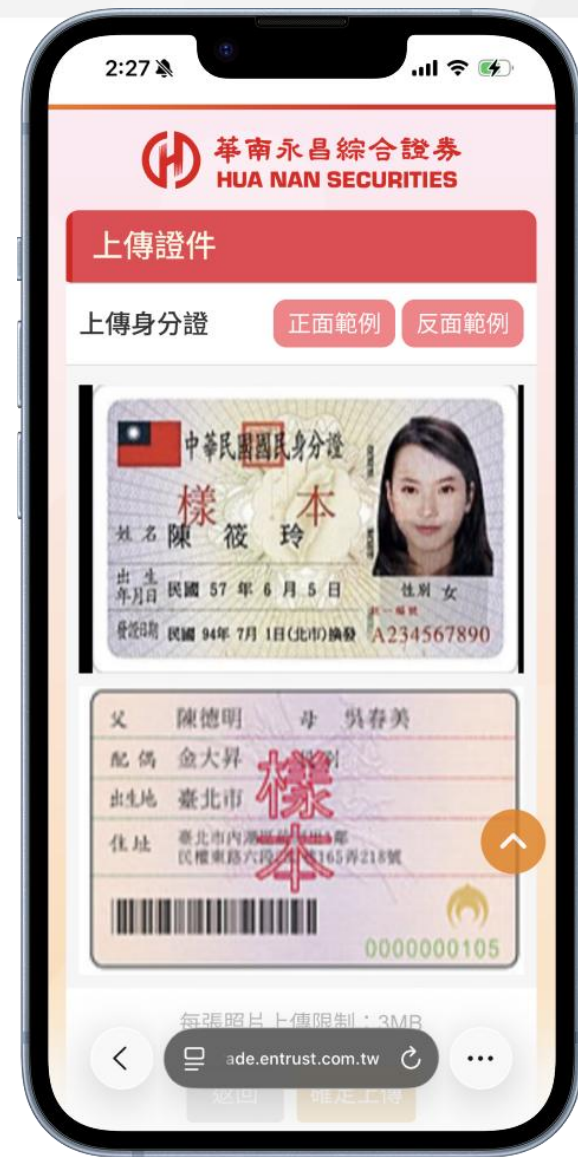 2:27
華南永昌綜合證券
HUA NAN SECURITIES
上傳證件
上傳身分證
正面範例
反面範例
中華民國國民身分證
樣本
姓名 陳筱玲
出生年月日 民國 57 年 6 月 5 日
性別 女
發證日期 民國 94年 7月 1日(北市)換發
統一編號
A234567890
父 陳德明 母 吳春美
配偶 金大昇
出生地 臺北市
樣本
住址 臺北市內湖區
民權東路六段 165弄218號
0000000105
每張照片上傳限制：3MB
ade.entrust.com.tw
返回
確定上傳